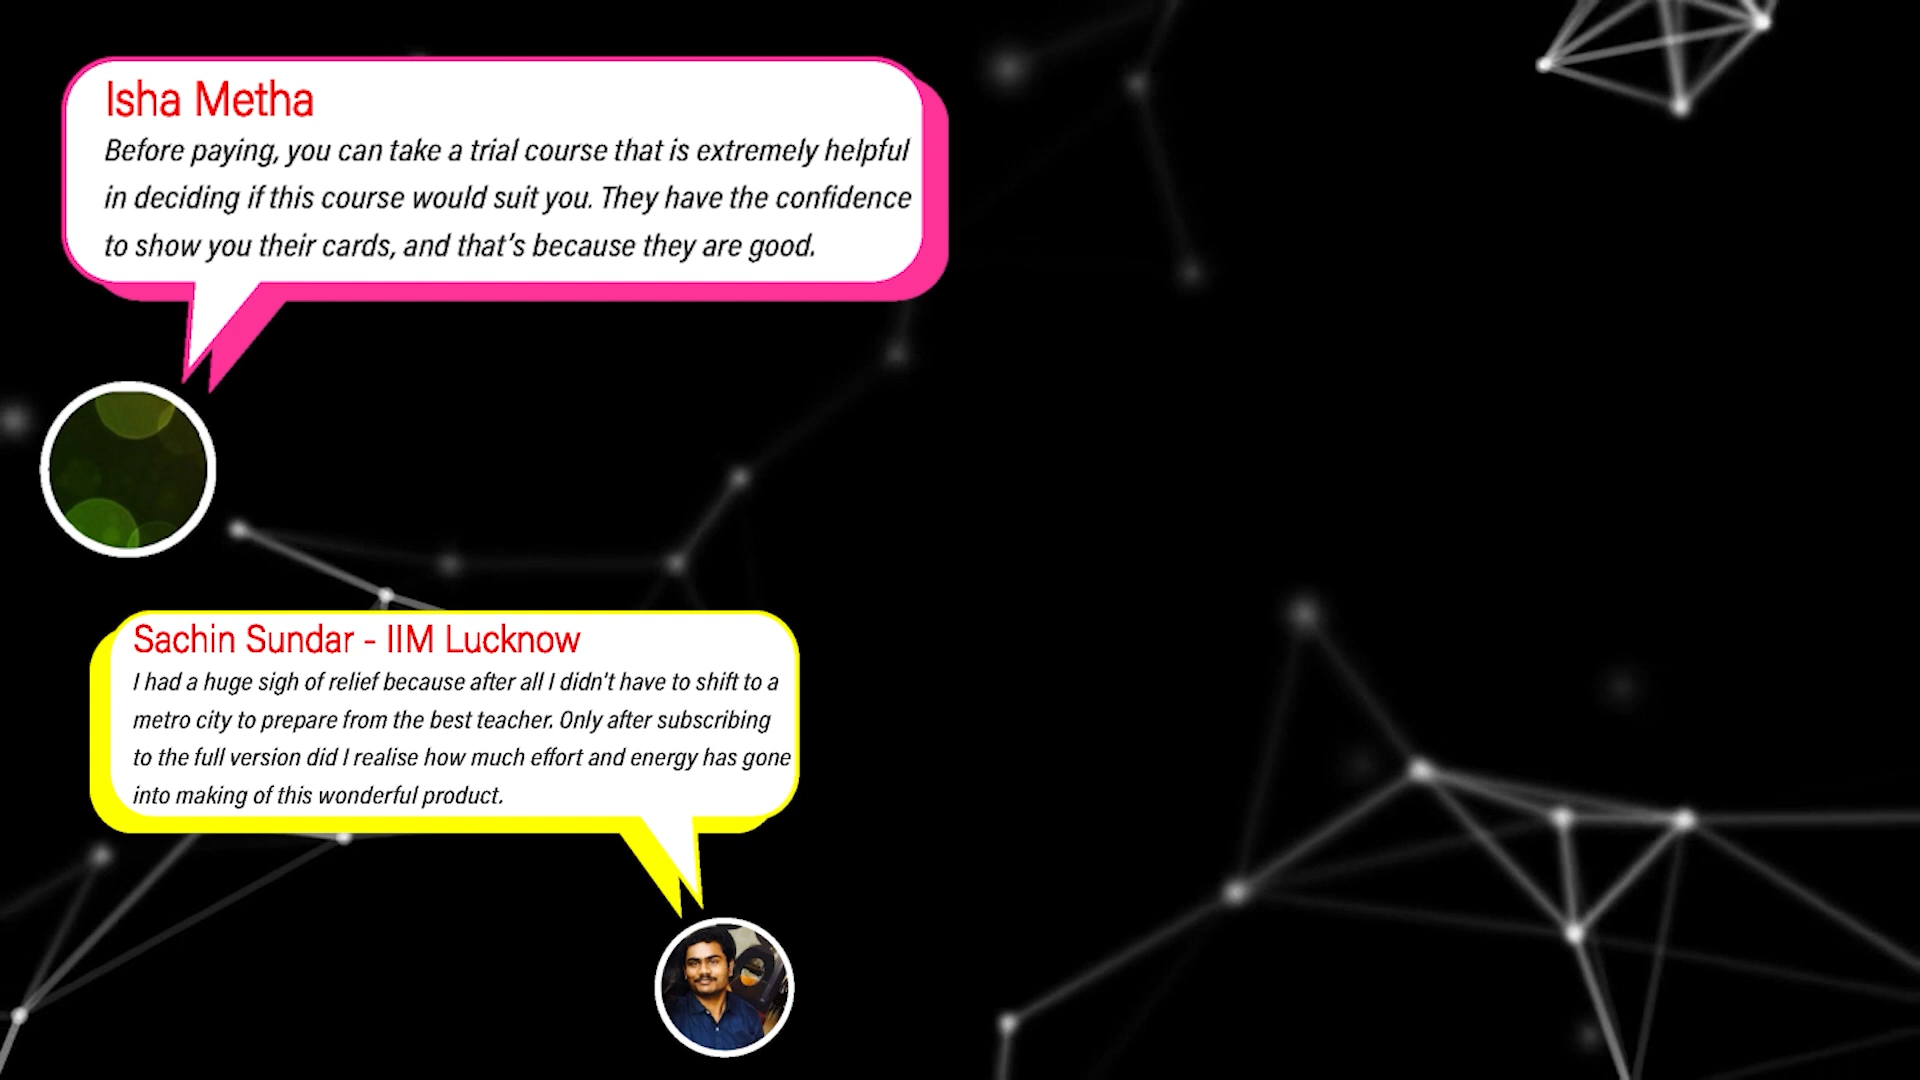 Isha Metha
Before paying, you can take a trial course that is extremely helpful
in deciding if this course would suit you. They have the confidence
to show you their cards, and that's because they are good.
Sachin Sundar - IIM Lucknow
I had a huge sigh of relief because after all I didn't have to shift to a
metro city to prepare from the best teacher. Only after subscribing
to the full version did I realise how much effort and energy has gone
into making of this wonderful product.